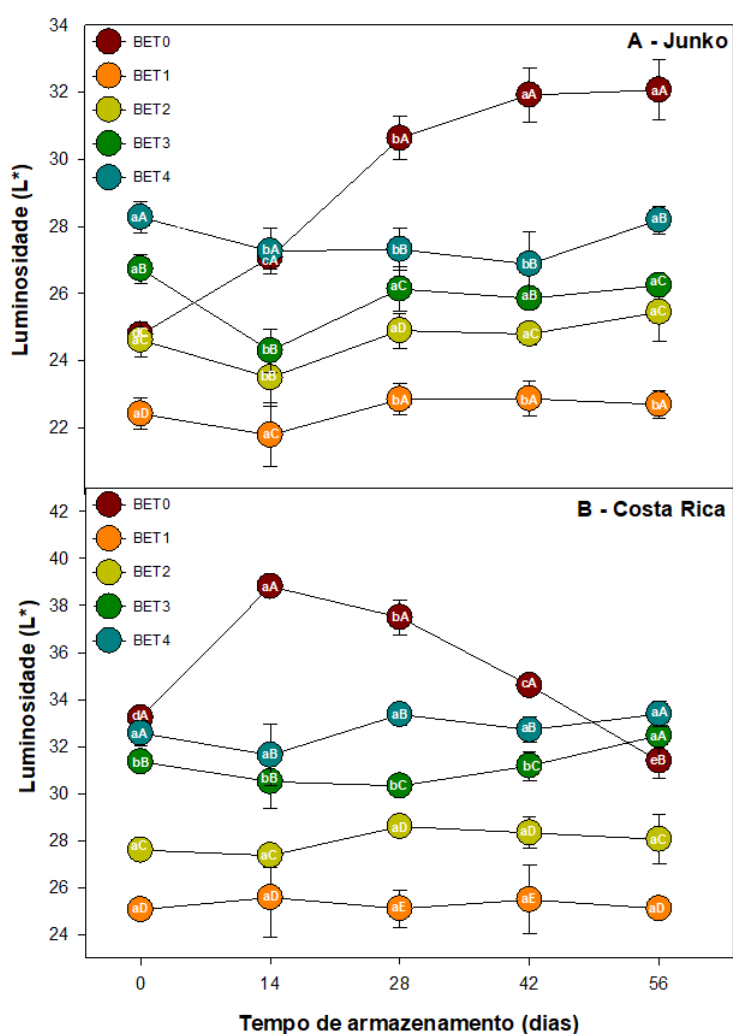 34
A - Junko
BET0
BET1
32
aA
aA
BET2
bA
BET3
30
BET4
28
aA
bA
bB
bB
aB
cA
aB
aC
aB
aC
26
bB
aD
aC
aC
24
aC
bB
22
aD
aC
bA
bA
bA
Luminosidade (L*)
B - Costa Rica
42
BET0
BET1
40
BET2
aA
38
BET3
bA
BET4
36
cA
34
dA
aB
aA
aA
aB
aB
aA
32
bB
bB
bC
bC
eB
30
28
aC
aC
aD
aD
aC
26
aD
aD
aE
aE
aD
24
Luminosidade (L*)
0 14 28 42 56
Tempo de armazenamento (dias)